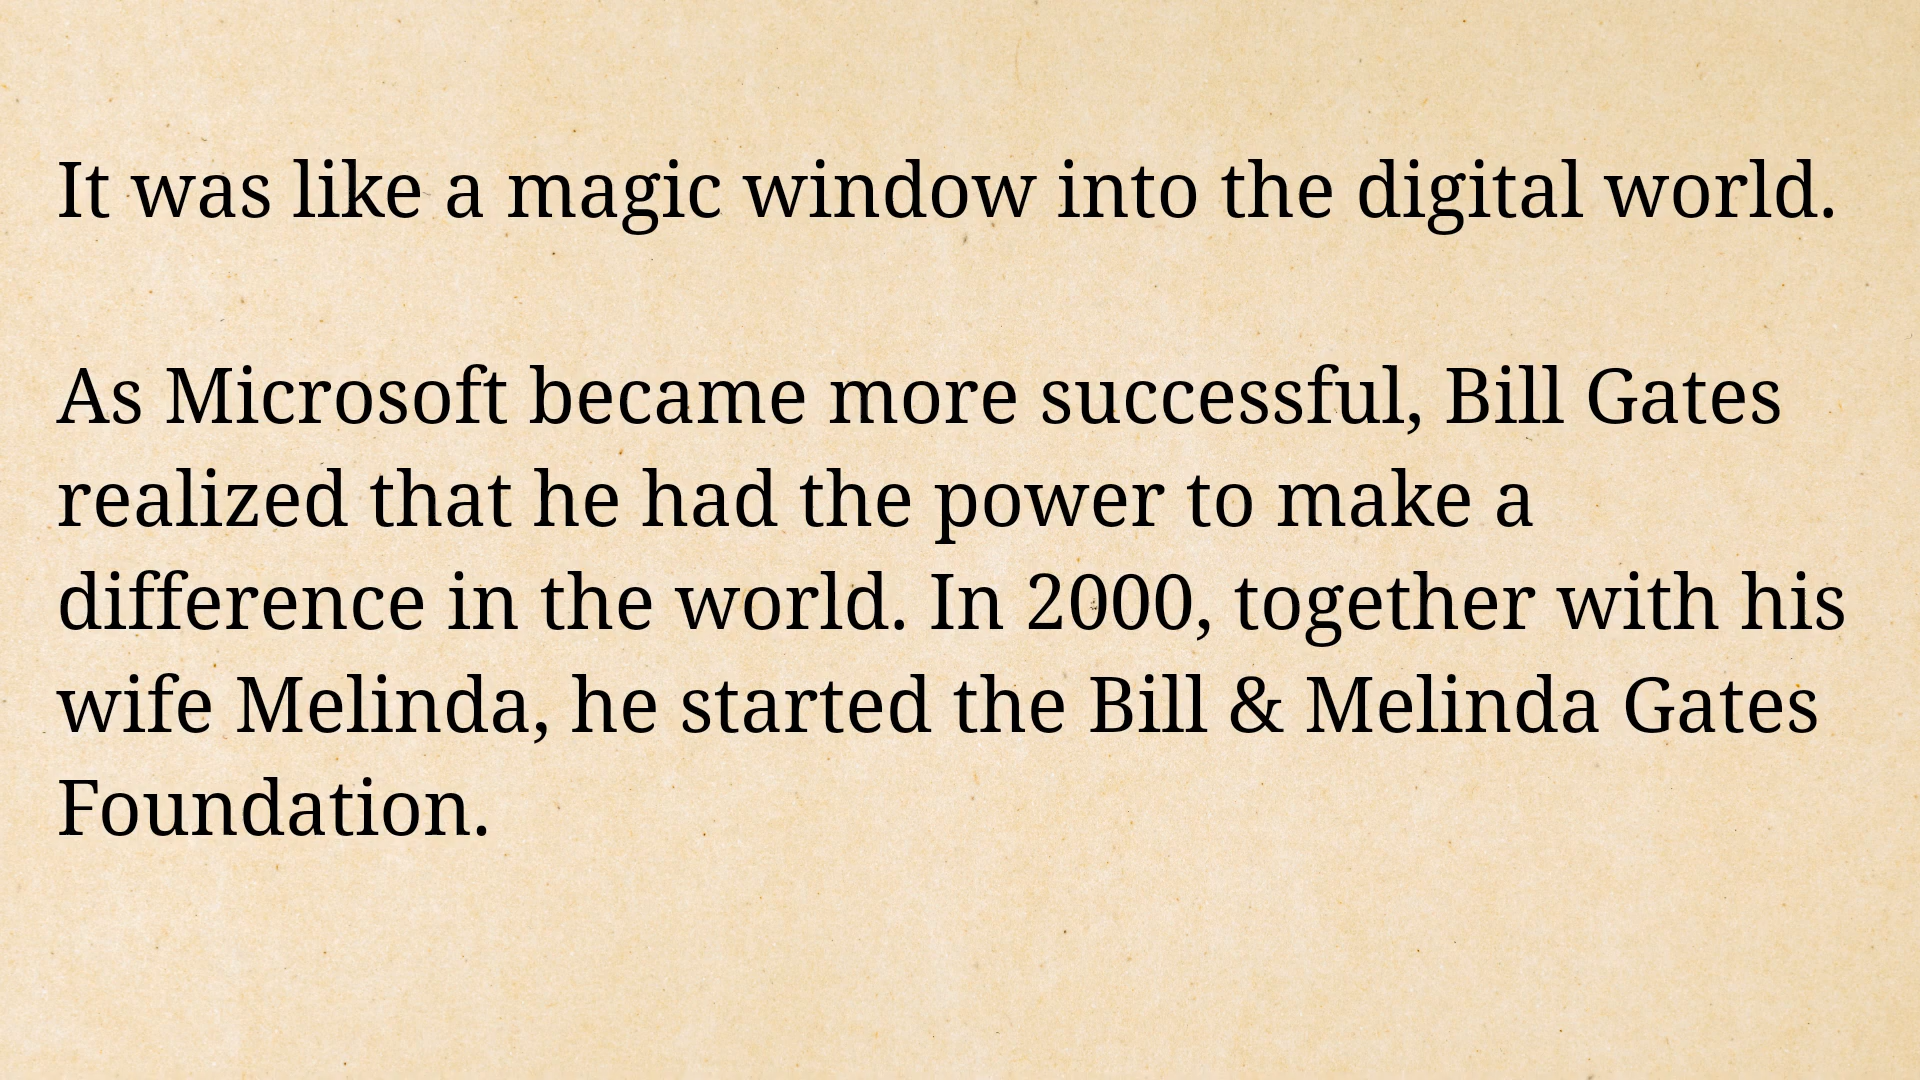 It was like a magic window into the digital world.
As Microsoft became more successful, Bill Gates
realized that he had the power to make a
difference in the world. In 2000, together with his
wife Melinda, he started the Bill & Melinda Gates
Foundation.